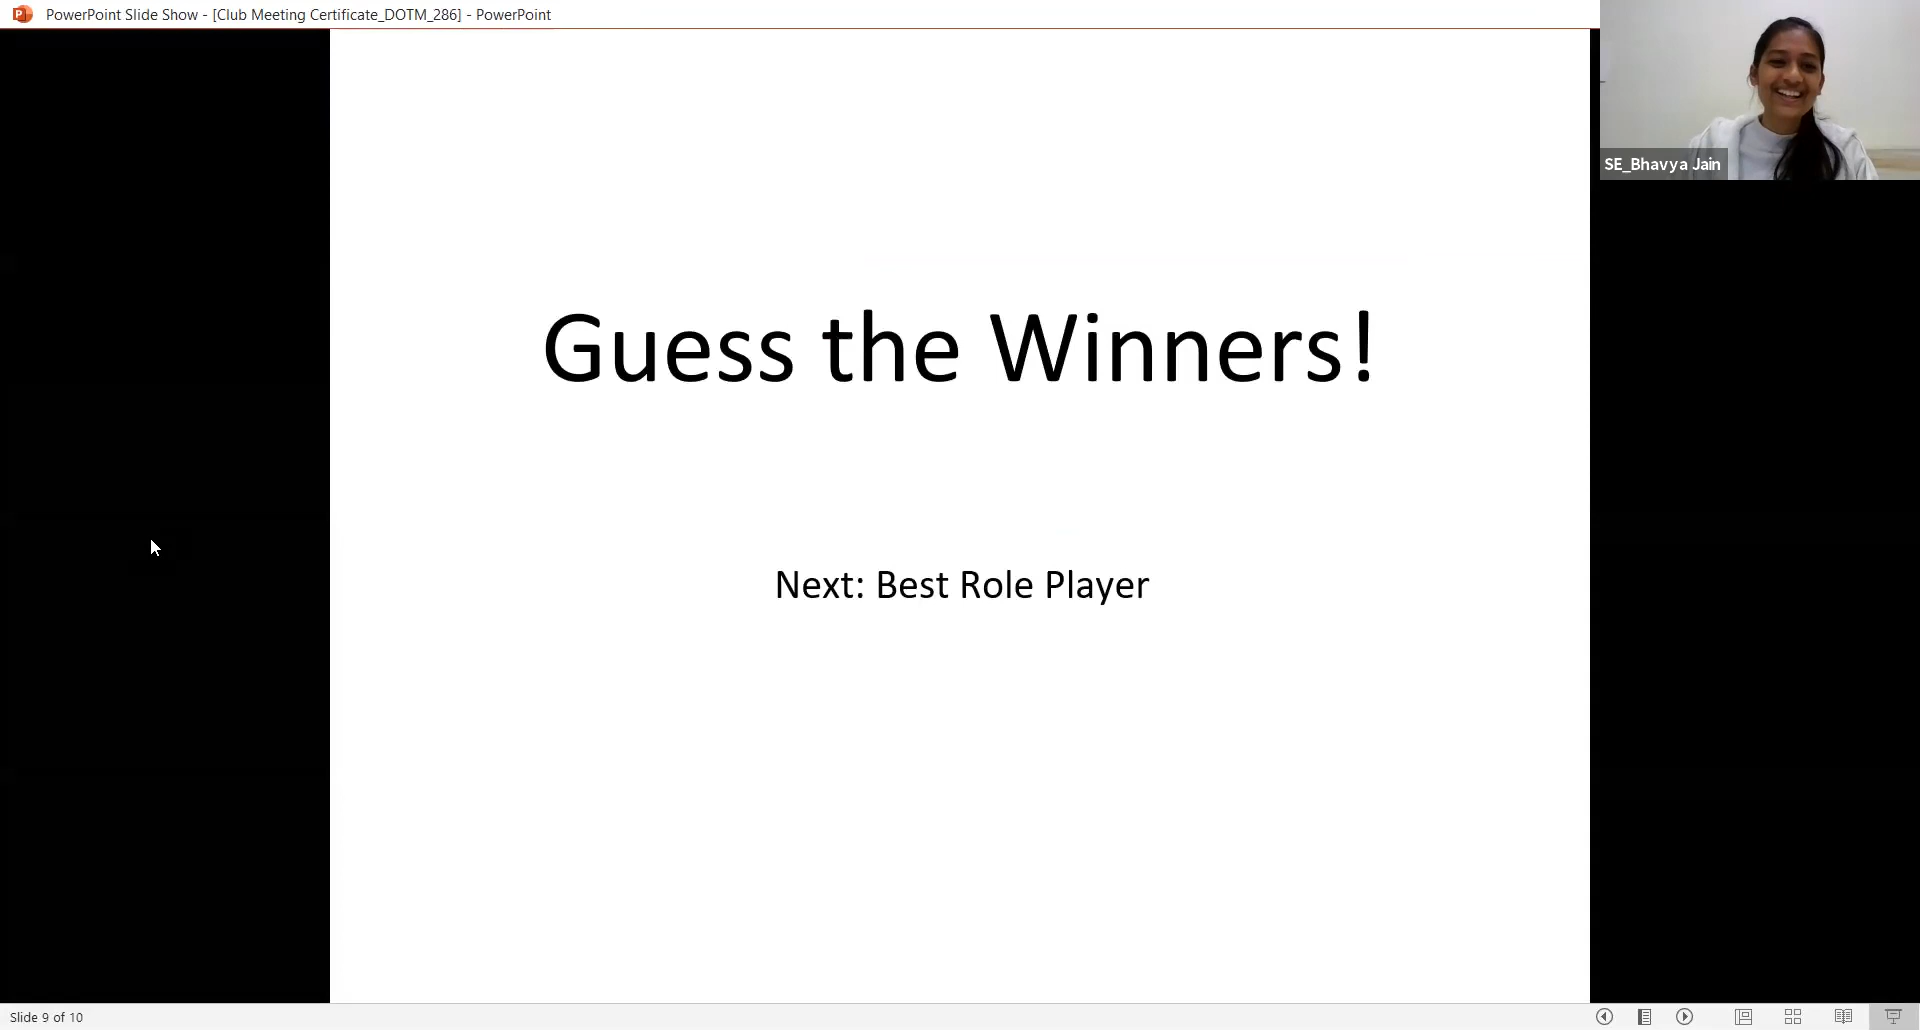 PowerPoint Slide Show - [Club Meeting Certificate_DOTM_286] - PowerPoint
SE_Bhavya Jain
Guess the Winners!
Next: Best Role Player
Slide 9 of 10